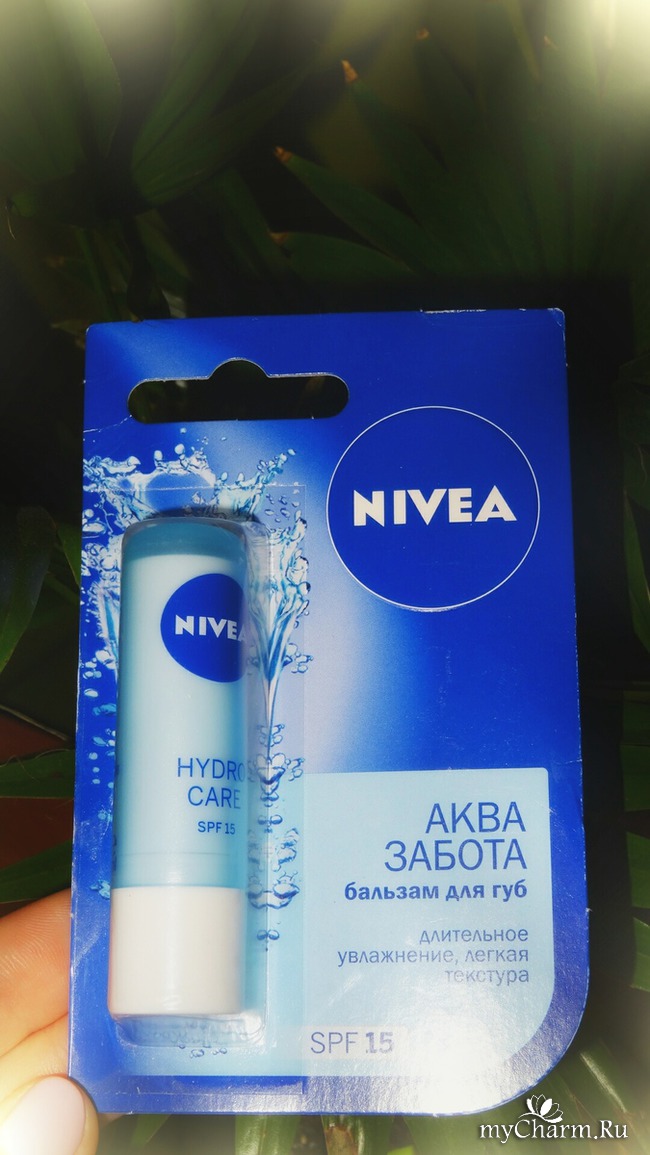 NIVEA
NIVEA
HYDRO
CARE
SPF 15
АКВА
ЗАБОТА
бальзам для губ
длительное
увлажнение, легкая
текстура
SPF 15
myCharm.Ru